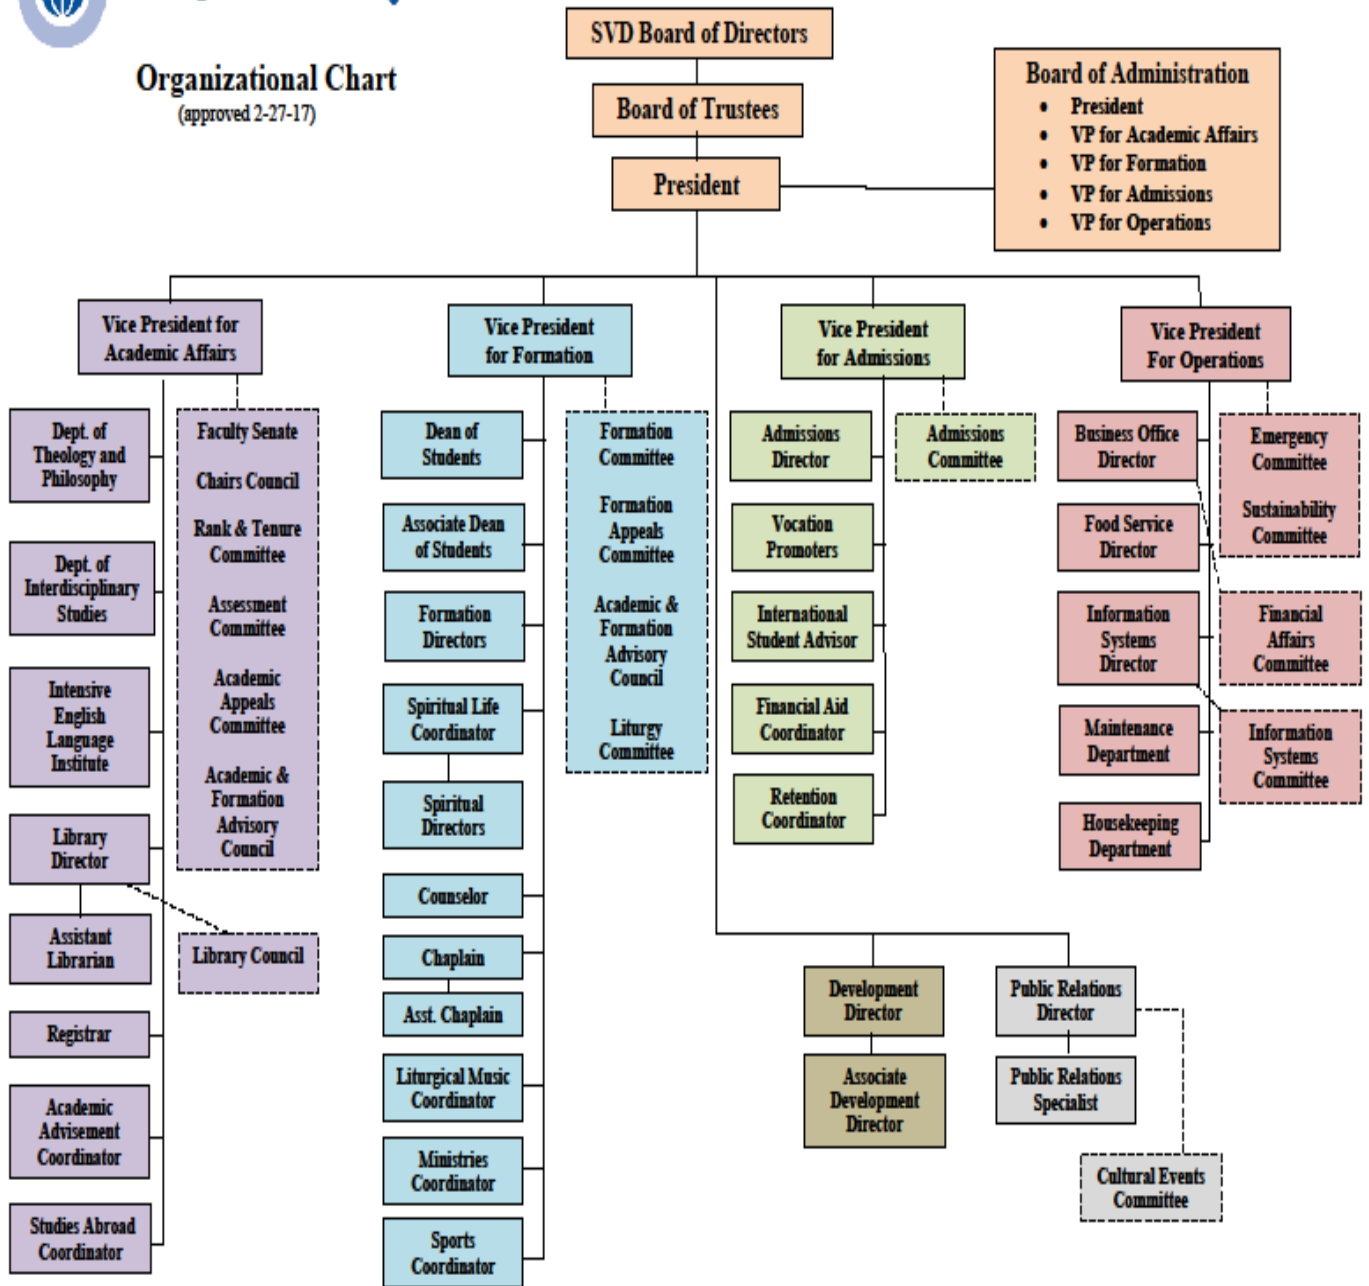 SVD Board of Directors
Organizational Chart
(approved 2-27-17)
Board of Trustees
President
Board of Administration
• President
• VP for Academic Affairs
• VP for Formation
• VP for Admissions
• VP for Operations
Vice President for
Academic Affairs
Dept. of
Theology and
Philosophy
Dept. of
Interdisciplinary
Studies
Intensive
English
Language
Institute
Library
Director
Assistant
Librarian
Registrar
Academic
Advisement
Coordinator
Studies Abroad
Coordinator
Faculty Senate
Chairs Council
Rank & Tenure
Committee
Assessment
Committee
Academic
Appeals
Committee
Academic &
Formation
Advisory
Council
Library Council
Vice President
for Formation
Dean of
Students
Associate Dean
of Students
Formation
Directors
Spiritual Life
Coordinator
Spiritual
Directors
Counselor
Chaplain
Asst. Chaplain
Liturgical Music
Coordinator
Ministries
Coordinator
Sports
Coordinator
Formation
Committee
Formation
Appeals
Committee
Academic &
Formation
Advisory
Council
Liturgy
Committee
Vice President
for Admissions
Admissions
Director
Vocation
Promoters
International
Student Advisor
Financial Aid
Coordinator
Retention
Coordinator
Admissions
Committee
Vice President
For Operations
Business Office
Director
Food Service
Director
Information
Systems
Director
Maintenance
Department
Housekeeping
Department
Emergency
Committee
Sustainability
Committee
Financial
Affairs
Committee
Information
Systems
Committee
Development
Director
Associate
Development
Director
Public Relations
Director
Public Relations
Specialist
Cultural Events
Committee